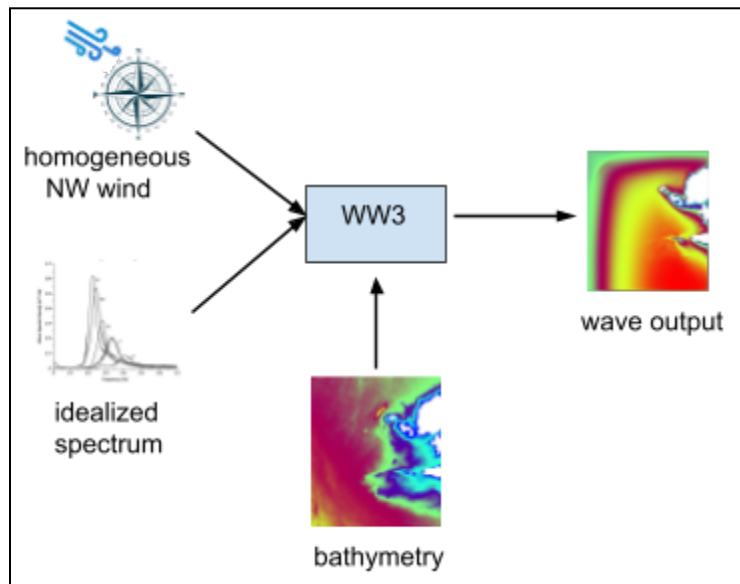 homogeneous
NW wind
WW3
wave output
idealized
spectrum
bathymetry